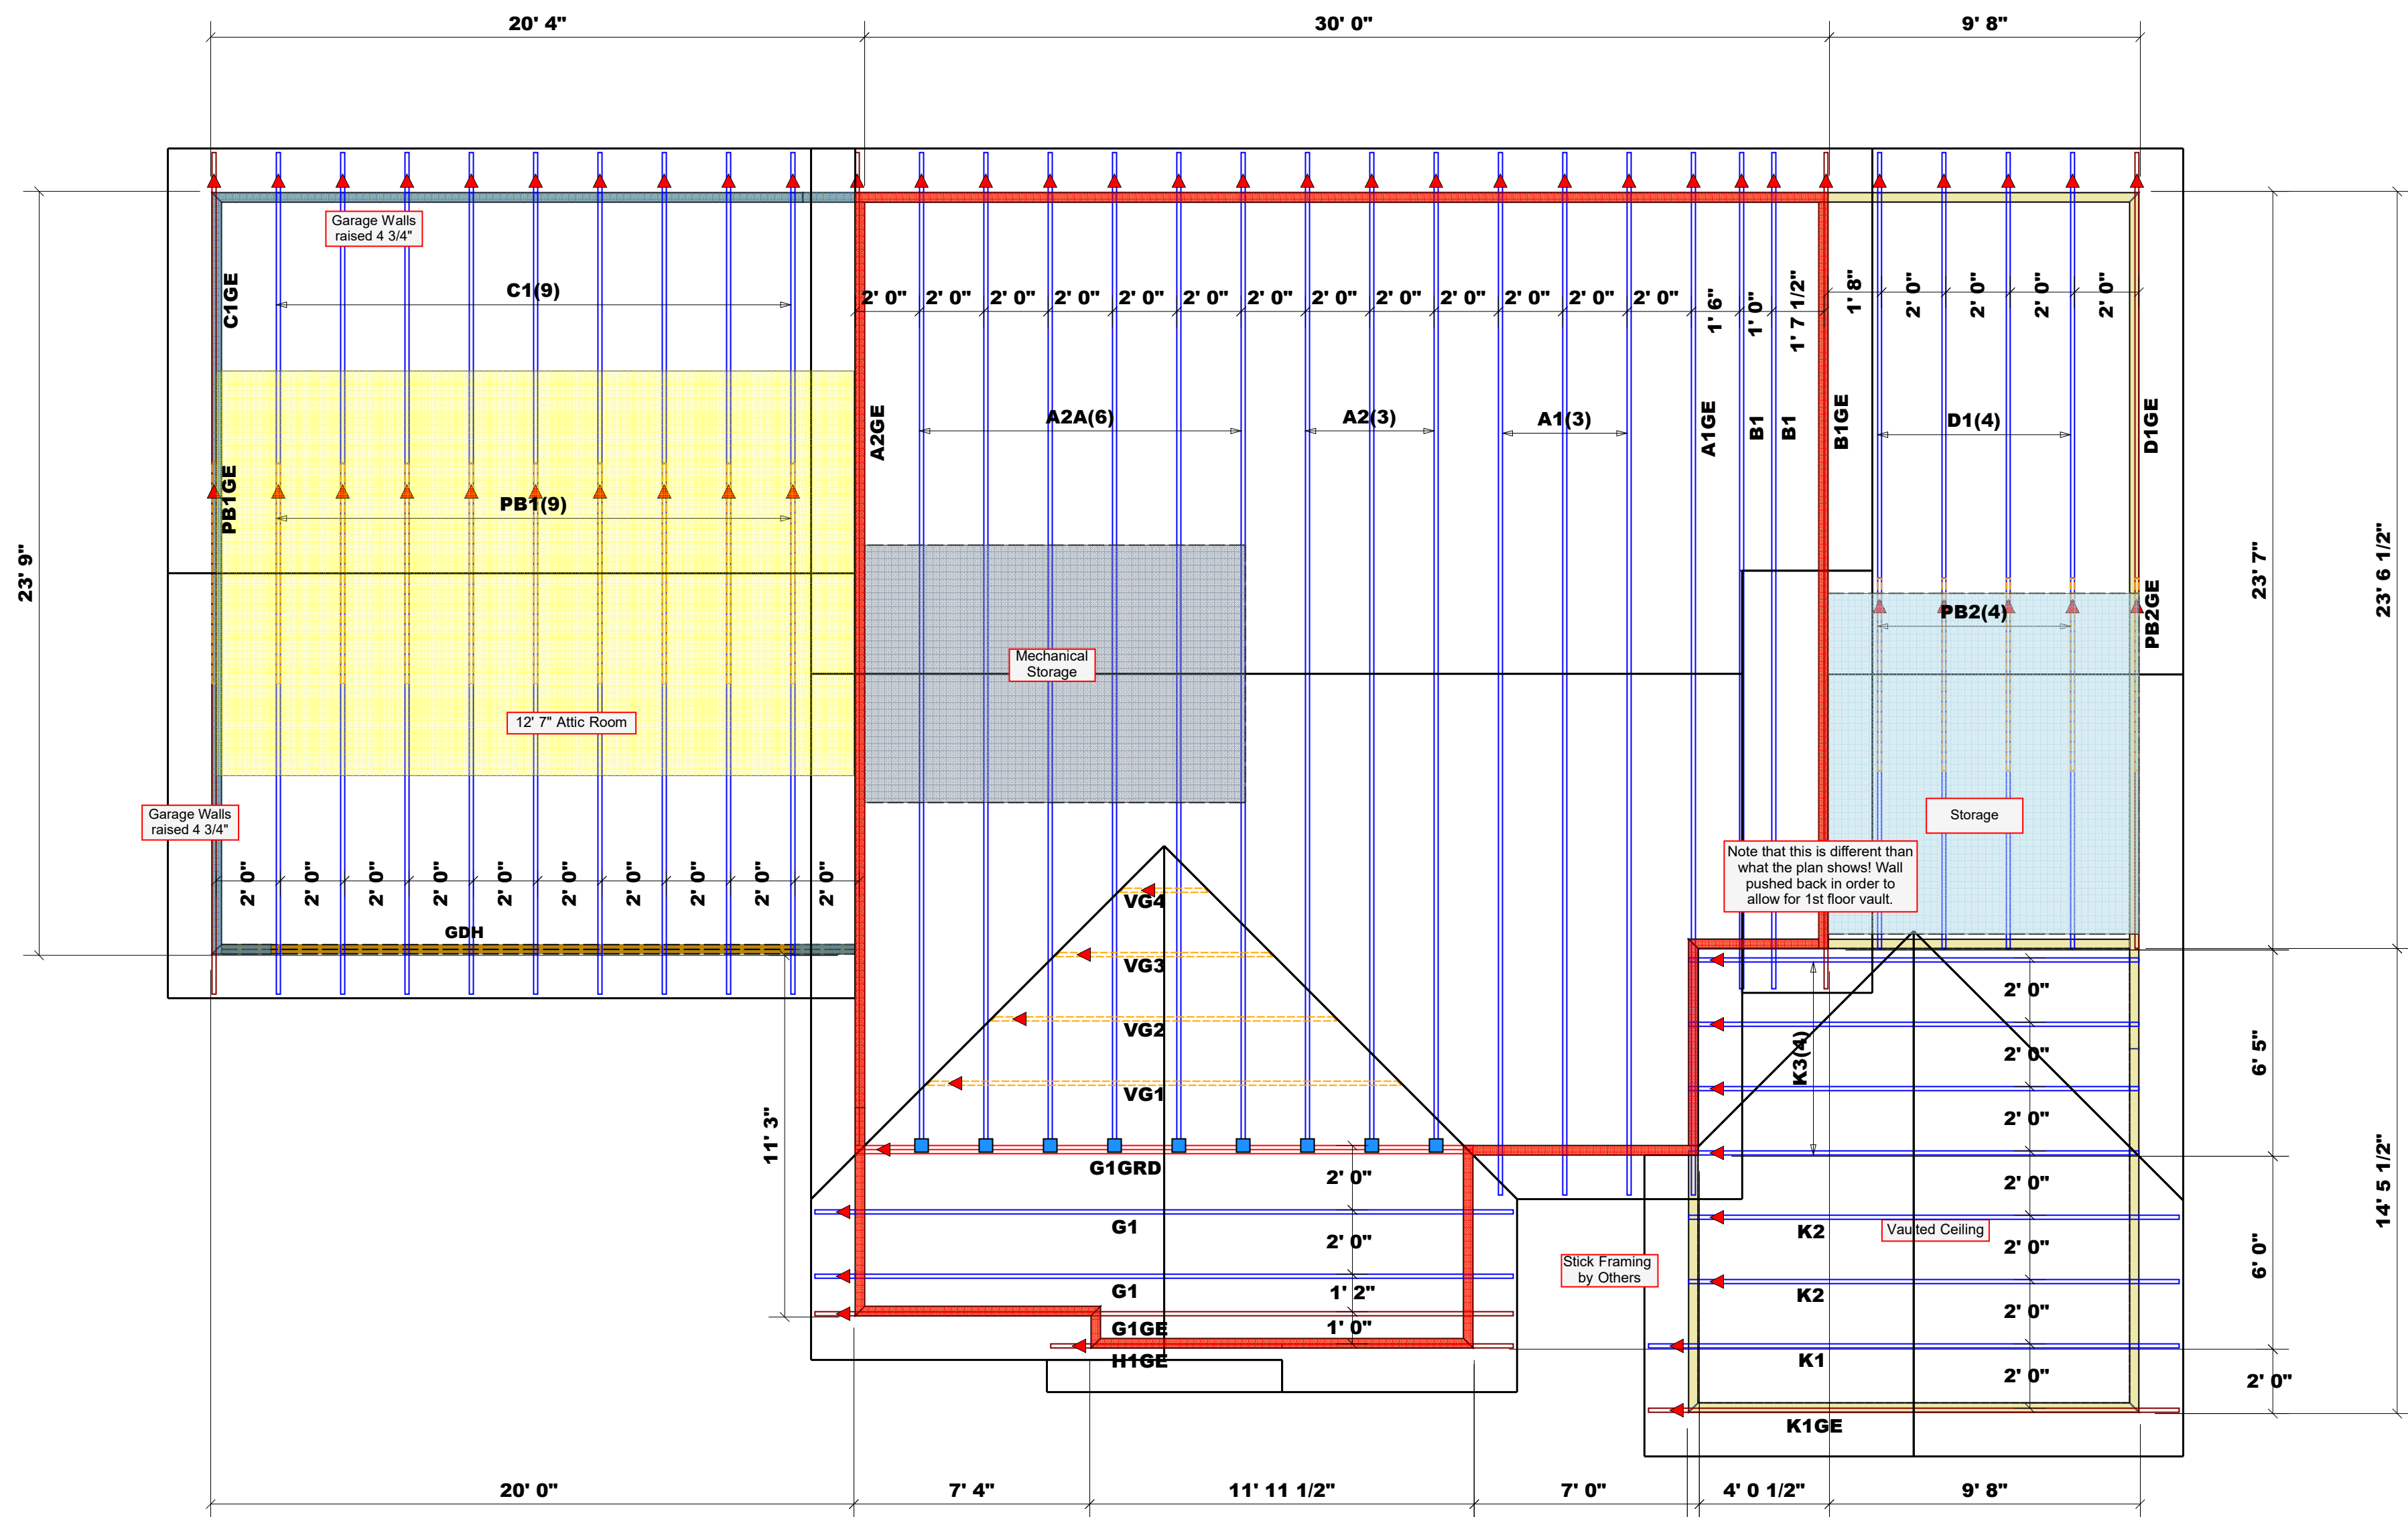 20' 4"
30' 0"
9' 8"
Garage Walls
raised 4 3/4"
C1GE
C1(9)
2' 0"
2' 0"
2' 0"
2' 0"
2' 0"
2' 0"
2' 0"
2' 0"
2' 0"
2' 0"
2' 0"
2' 0"
2' 0"
1' 6"
1' 0"
1' 7 1/2"
1' 8"
2' 0"
2' 0"
2' 0"
2' 0"
A2GE
A2A(6)
A2(3)
A1(3)
A1GE
B1
B1
B1GE
D1(4)
D1GE
PB1GE
PB1(9)
23' 9"
23' 7"
23' 6 1/2"
PB2(4)
PB2GE
Mechanical
Storage
12' 7" Attic Room
Garage Walls
raised 4 3/4"
Storage
Note that this is different than
what the plan shows! Wall
pushed back in order to
allow for 1st floor vault.
2' 0"
2' 0"
2' 0"
2' 0"
2' 0"
2' 0"
2' 0"
2' 0"
2' 0"
2' 0"
GDH
VG4
VG3
VG2
VG1
2' 0"
2' 0"
2' 0"
2' 0"
2' 0"
2' 0"
2' 0"
K3(4)
6' 5"
11' 3"
G1GRD
2' 0"
G1
2' 0"
G1
1' 2"
G1GE
1' 0"
H1GE
Stick Framing
by Others
K2
Vaulted Ceiling
K2
K1
K1GE
14' 5 1/2"
6' 0"
2' 0"
20' 0"
7' 4"
11' 11 1/2"
7' 0"
4' 0 1/2"
9' 8"